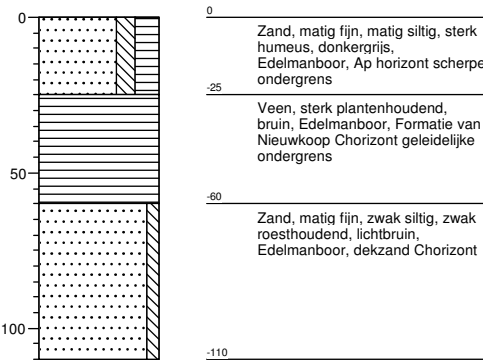 0
0
Zand, matig fijn, matig siltig, sterk
humeus, donkergrijs,
Edelmanboor, Ap horizont scherpe
ondergrens
-25
Veen, sterk plantenhoudend,
bruin, Edelmanboor, Formatie van
Nieuwkoop Chorizont geleidelijke
ondergrens
50
-60
Zand, matig fijn, zwak siltig, zwak
roesthoudend, lichtbruin,
Edelmanboor, dekzand Chorizont
100
-110